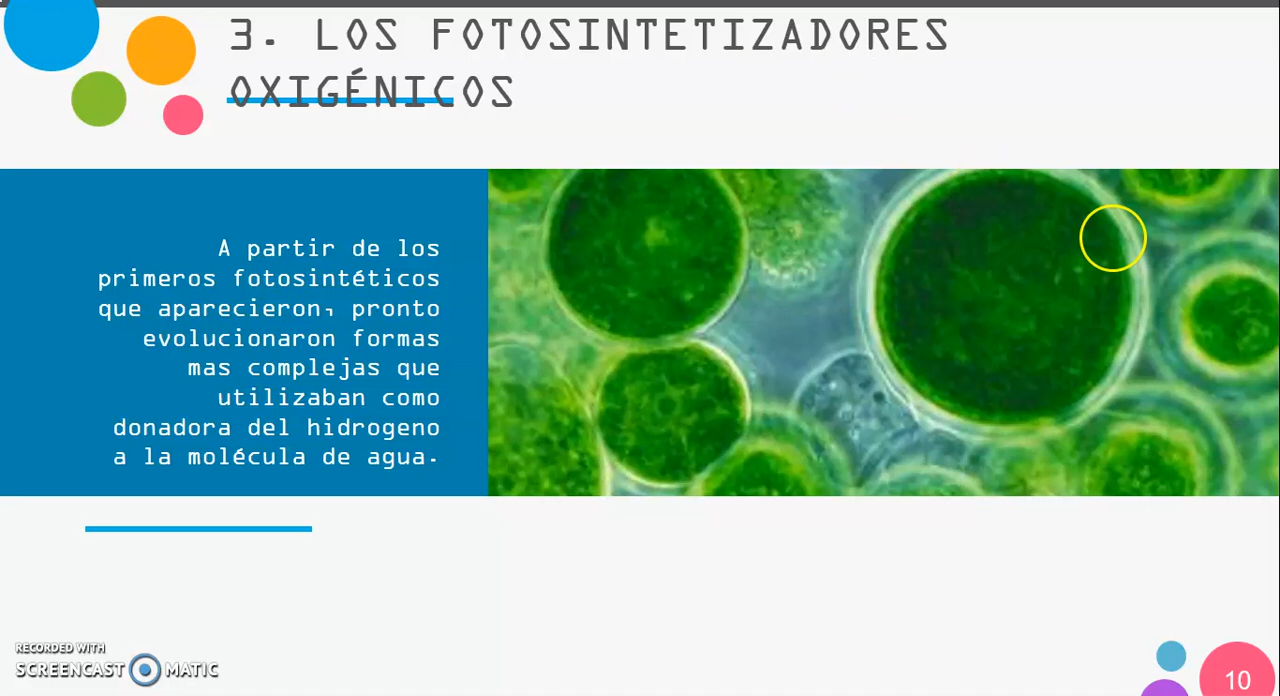 3. LOS FOTOSINTETIZADORES
OXIGÉNICOS
A partir de los
primeros fotosintéticos
que aparecieron, pronto
evolucionaron formas
mas complejas que
utilizaban como
donadora del hidrogeno
a la molécula de agua.
RECORDED WITH
SCREENCAST MATIC
10